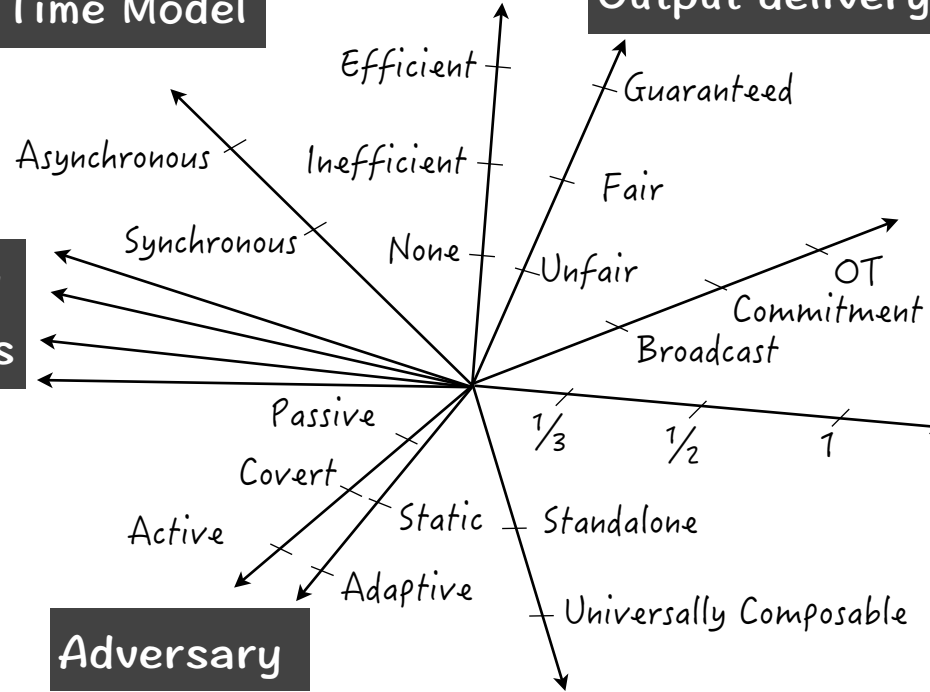 Time Model
Output delivery
Efficient
Guaranteed
Asynchronous
Inefficient
Fair
Synchronous
None
Unfair
OT
Commitment
Broadcast
s
Passive
1/3
1/2
1
Covert
Active
Static
Standalone
Adaptive
Universally Composable
Adversary